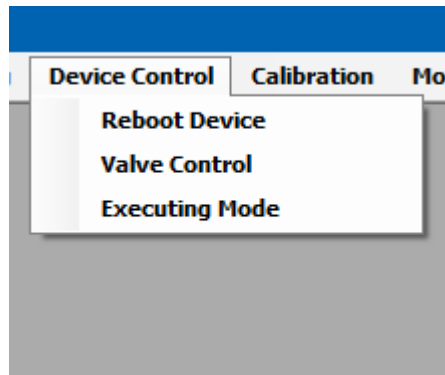 Device Control Calibration
Reboot Device
Valve Control
Executing Mode